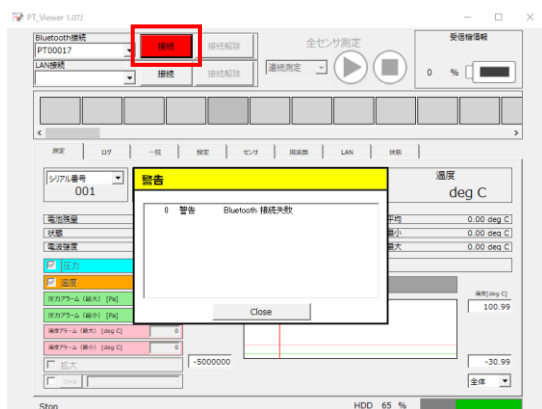 PT_Viewer 1.07J
Bluetooth接続
PT00017
接続
接続解除
LAN接続
接続
接続解除
全センサ測定
連続測定
受信機情報
0 %
測定 ログ 一括 設定 センサ 周波数 LAN 状態
シリアル番号
001
警告
0 警告 Bluetooth 接続失敗
Close
温度
deg C
電池残量
状態
電波強度
平均 0.00 deg C
最小 0.00 deg C
最大 0.00 deg C
圧力
温度
圧力アラーム (最大) [Pa]
圧力アラーム (最小) [Pa]
温度アラーム (最大) [deg C] 0
温度アラーム (最小) [deg C] 0
拡大
-5000000
温度[deg C]
100.99
-30.99
全体
Stop
HDD 65 %